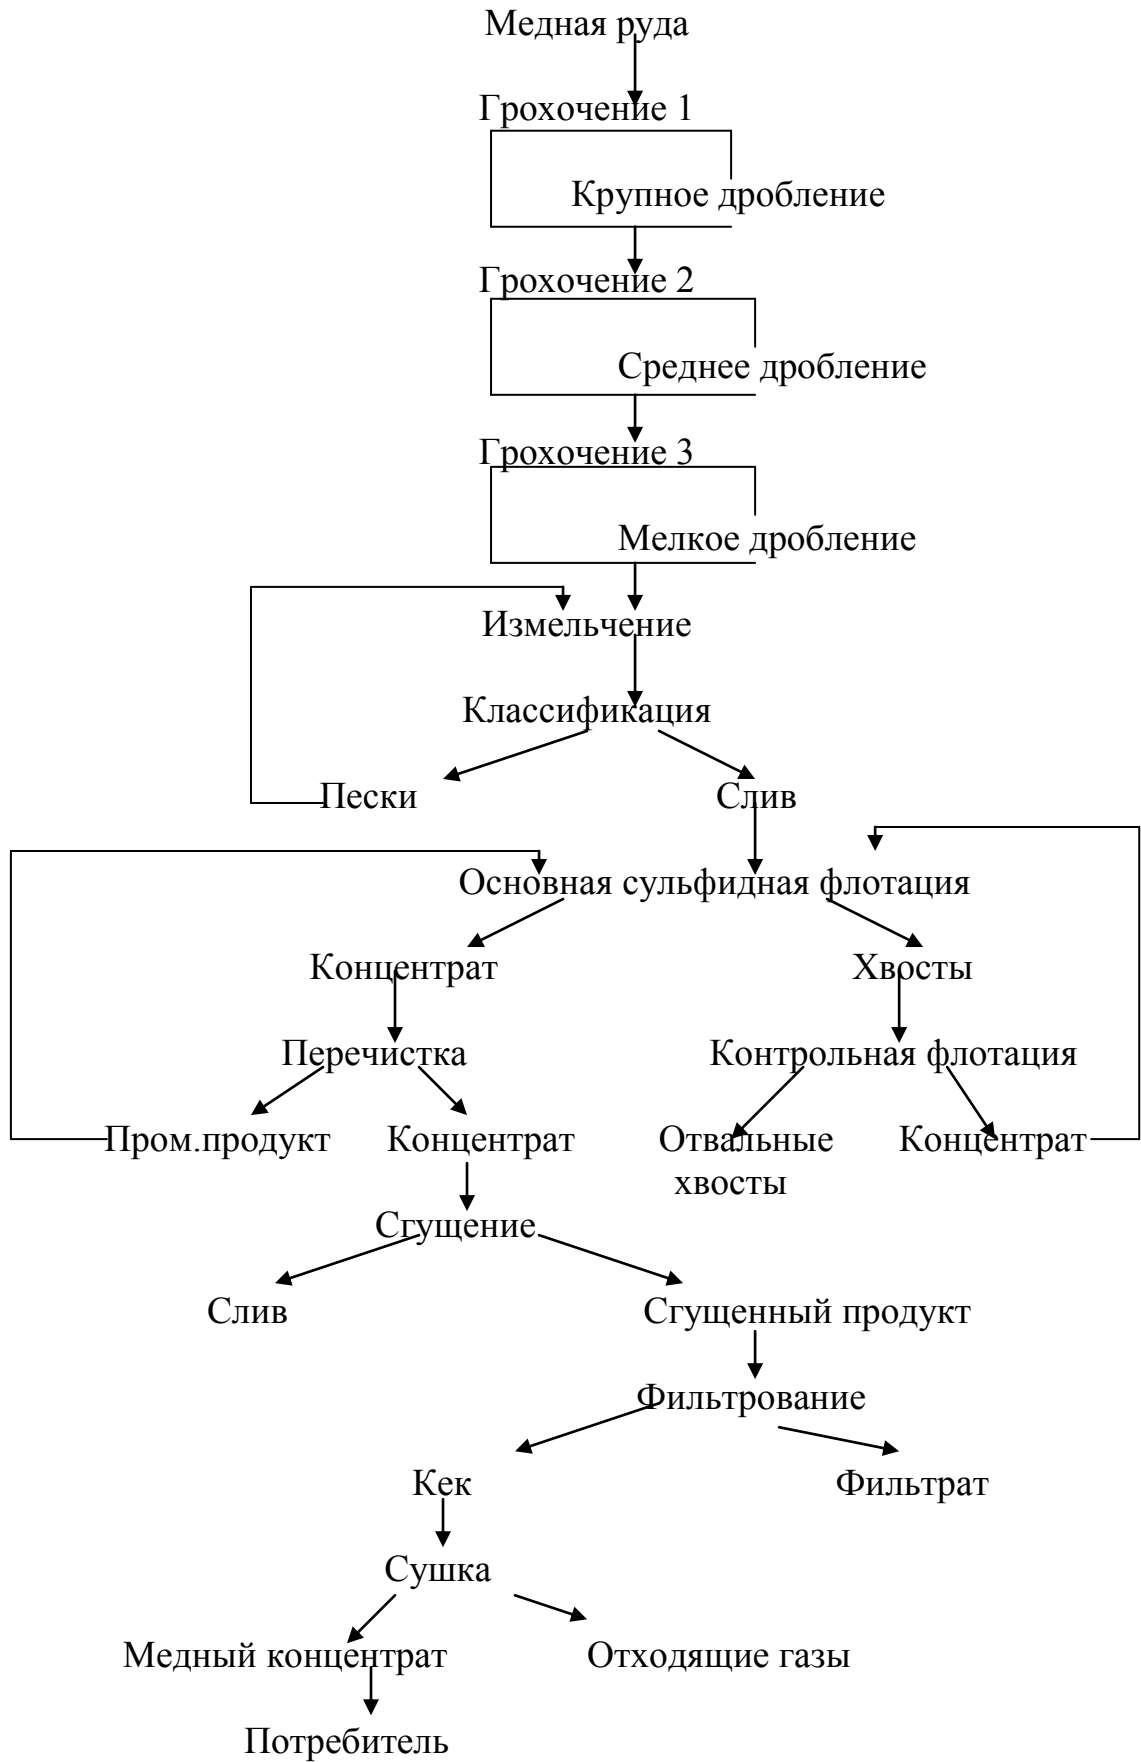 Медная руда
Грохочение 1
Крупное дробление
Грохочение 2
Среднее дробление
Грохочение 3
Мелкое дробление
Измельчение
Классификация
Пески
Слив
Основная сульфидная флотация
Концентрат
Хвосты
Перечистка
Контрольная флотация
Пром.продукт
Концентрат
Отвальные
хвосты
Концентрат
Сгущение
Слив
Сгущенный продукт
Фильтрование
Кек
Фильтрат
Сушка
Медный концентрат
Отходящие газы
Потребитель